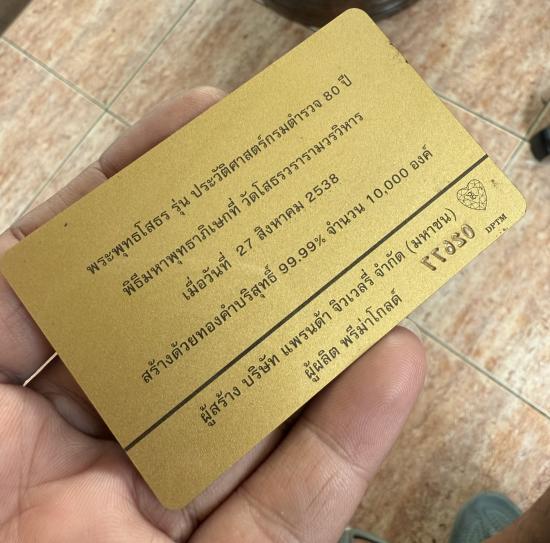 พระพุทธโสธร รุ่น ประวัติศาสตร์กรมตำรวจ 80 ปี
พิธีมหาพุทธาภิเษกที่ วัดโสธรวรารามวรวิหาร
เมื่อวันที่ 27 สิงหาคม 2538
สร้างด้วยทองคำบริสุทธิ์ 99.99% จำนวน 10,000 องค์
ผู้สร้าง บริษัท แพรนด้า จิวเวลรี่ จำกัด (มหาชน)
ผู้ผลิต พรีม่าโกลด์
DPTM